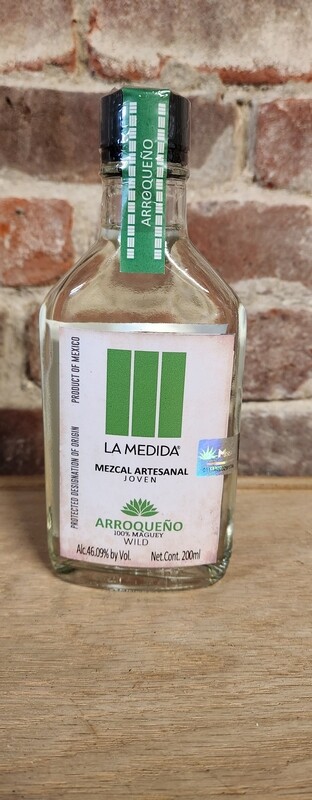 ARROQUEÑO
PRODUCT OF MEXICO
PROTECTED DESIGNATION OF ORIGIN
LA MEDIDA®
MEZCAL ARTESANAL
JOVEN
ARROQUEÑO
100% MAGUEY
WILD
Alc.46.09% by Vol. Net.Cont. 200ml